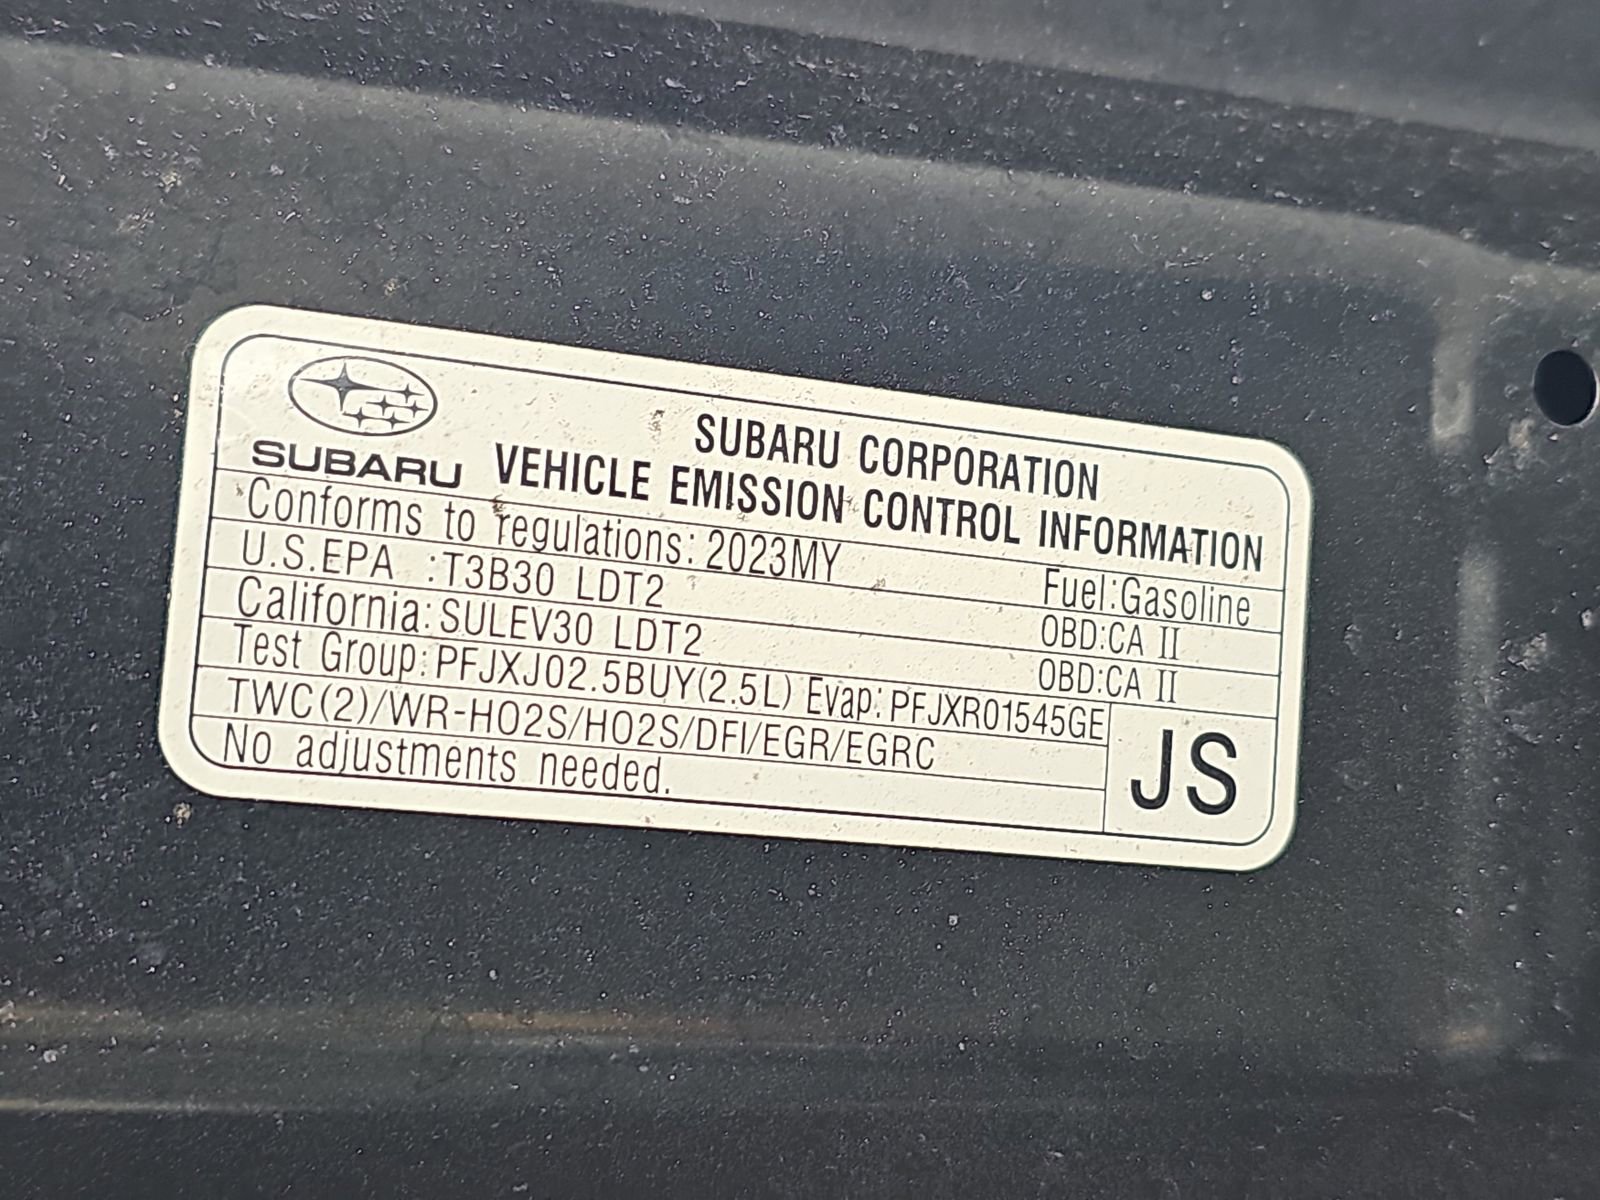 SUBARU CORPORATION
SUBARU VEHICLE EMISSION CONTROL INFORMATION
Conforms to regulations: 2023MY Fuel:Gasoline
U.S.EPA :T3B30 LDT2 OBD:CA II
California:SULEV30 LDT2 OBD:CA II
Test Group:PFJXJ02.5BUY(2.5L) Evap:PFJXR01545GE
TWC(2)/WR-HO2S/HO2S/DFI/EGR/EGRC
No adjustments needed.
JS